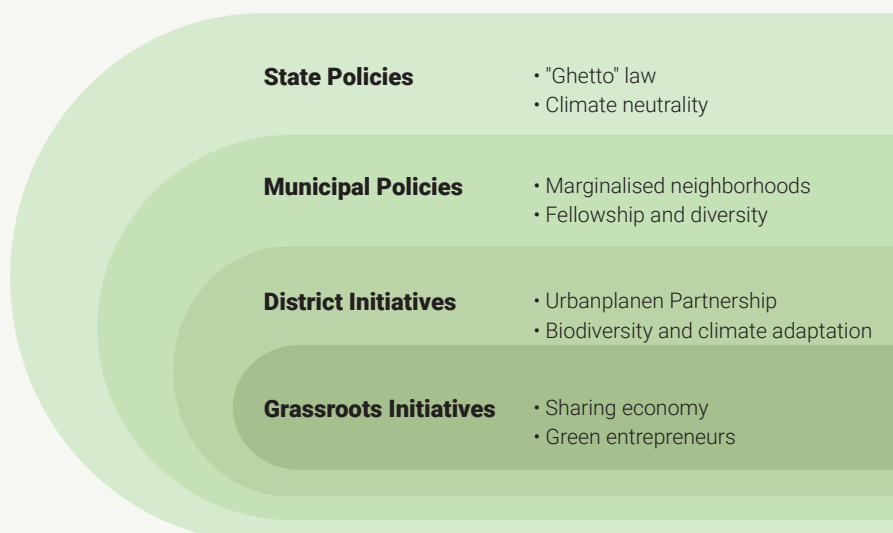 State Policies
• "Ghetto" law
• Climate neutrality
Municipal Policies
• Marginalised neighborhoods
• Fellowship and diversity
District Initiatives
• Urbanplanen Partnership
• Biodiversity and climate adaptation
Grassroots Initiatives
• Sharing economy
• Green entrepreneurs